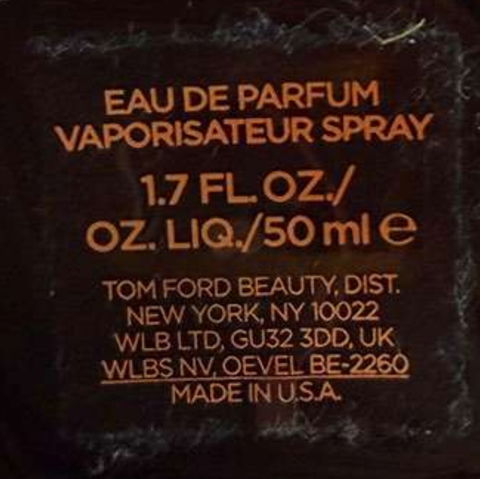 EAU DE PARFUM
VAPORISATEUR SPRAY
1.7 FL. OZ./
OZ. LIQ./50 ml e
TOM FORD BEAUTY, DIST.
NEW YORK, NY 10022
WLB LTD, GU32 3DD, UK
WLBS NV, OEVEL BE-2260
MADE IN U.S.A.